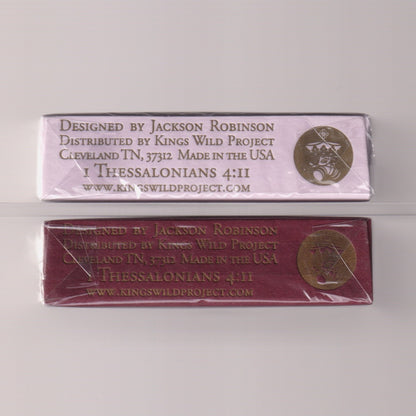 Designed by Jackson Robinson
Distributed by Kings Wild Project
Cleveland TN, 37312 Made in the USA
1 Thessalonians 4:11
www.kingswildproject.com
Designed by Jackson Robinson
Distributed by Kings Wild Project
Cleveland TN, 37312 Made in the USA
1 Thessalonians 4:11
www.kingswildproject.com